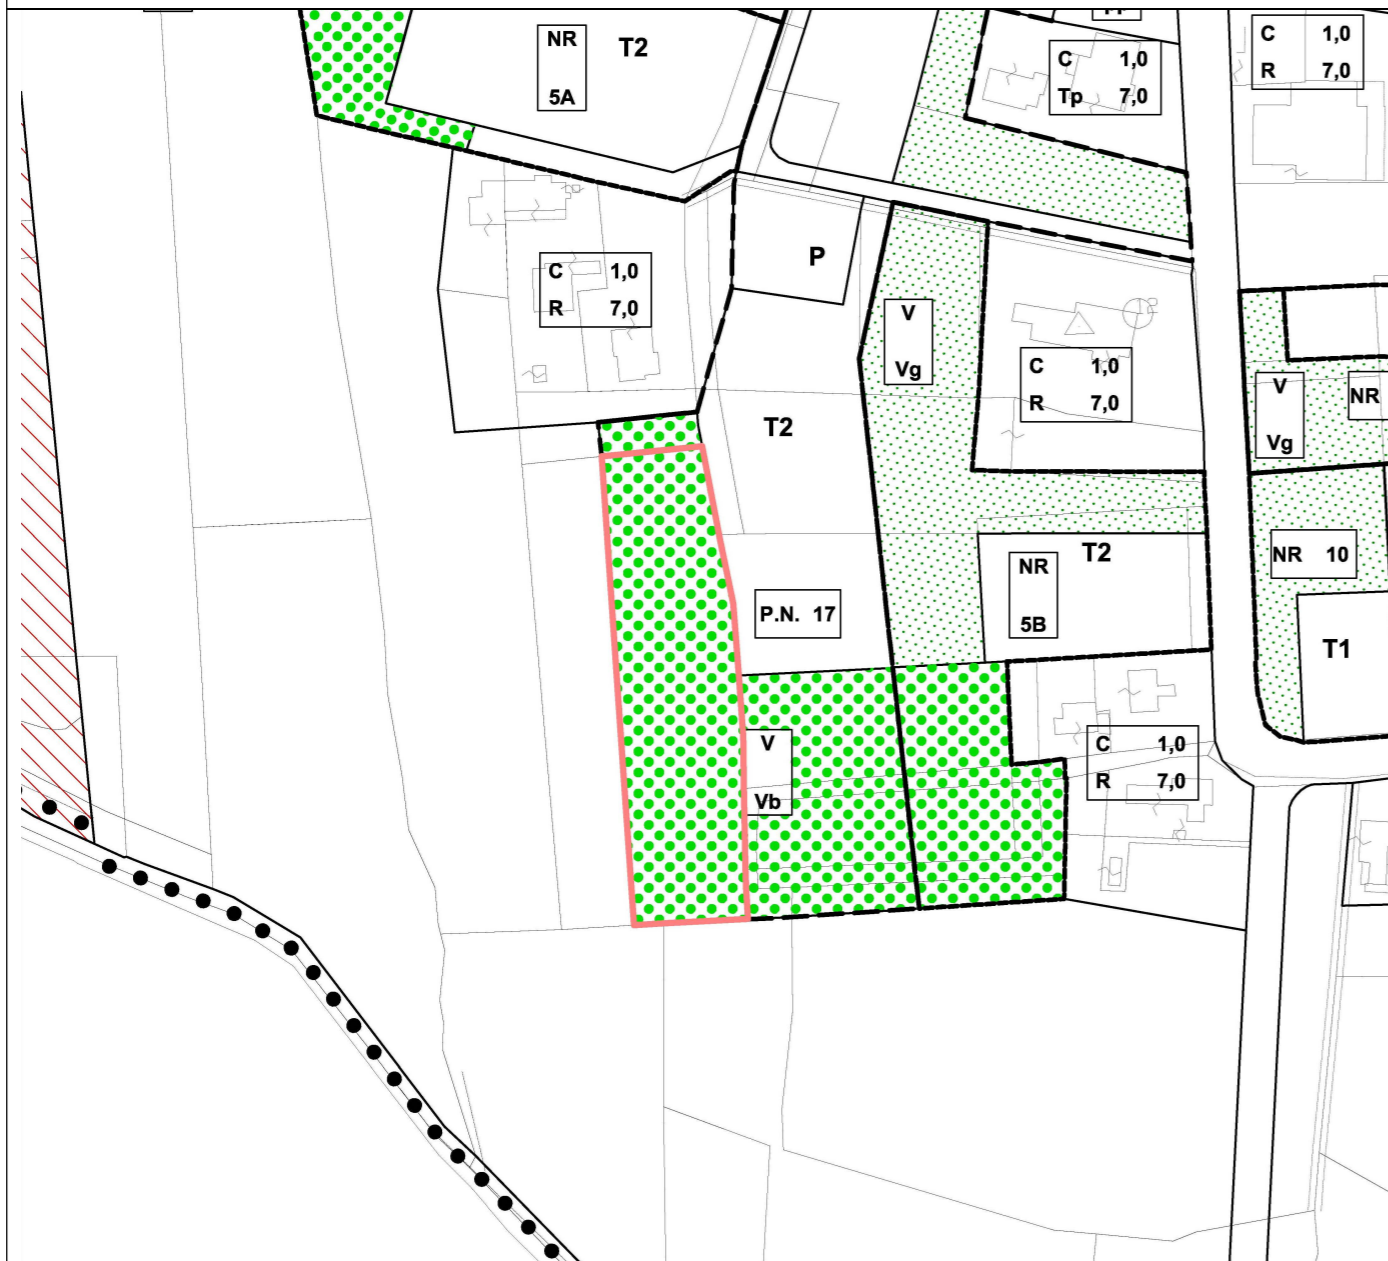 NR T2
5A
C 1,0
Tp 7,0
C 1,0
R 7,0
C 1,0
R 7,0
P
V
Vg
C 1,0
R 7,0
V NR
Vg
T2
T2
NR
5B
NR 10
P.N. 17
T1
V
Vb
C 1,0
R 7,0